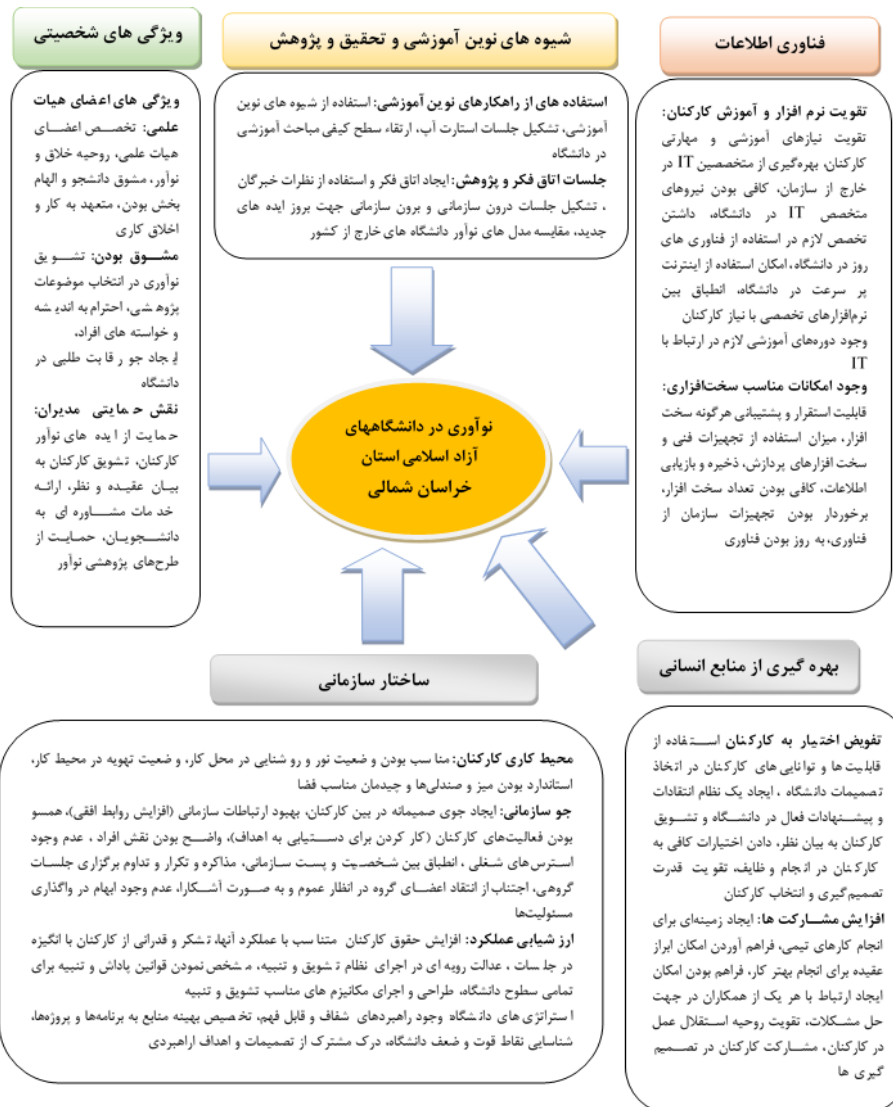 فناوری اطلاعات
تقویت نرم افزار و آموزش کارکنان:
تقویت نیازهای آموزشی و مهارتی
کارکنان، بهره‌گیری از متخصصین IT در
خارج از سازمان، کافی بودن نیروهای
متخصص IT در دانشگاه، داشتن
تخصص لازم در استفاده از فناوری های
روز در دانشگاه، امکان استفاده از اینترنت
پر سرعت در دانشگاه، انطباق بین
نرم‌افزارهای تخصصی با نیاز کارکنان
وجود دوره‌های آموزشی لازم در ارتباط با
IT
وجود امکانات مناسب سخت‌افزاری:
قابلیت استقرار و پشتیبانی هرگونه سخت
افزار، میزان استفاده از تجهیزات فنی و
سخت افزارهای پردازش، ذخیره و بازیابی
اطلاعات، کافی بودن تعداد سخت افزار،
برخوردار بودن تجهیزات سازمان از
فناوری، به روز بودن فناوری
شیوه های نوین آموزشی و تحقیق و پژوهش
استفاده های از راهکارهای نوین آموزشی: استفاده از شیوه های نوین
آموزشی، تشکیل جلسات استارت آپ، ارتقاء سطح کیفی مباحث آموزشی
در دانشگاه
جلسات اتاق فکر و پژوهش: ایجاد اتاق فکر و استفاده از نظرات خبرگان
، تشکیل جلسات درون سازمانی و برون سازمانی جهت بروز ایده های
جدید، مقایسه مدل های نوآور دانشگاه های خارج از کشور
ویژگی های شخصیتی
ویژگی های اعضای هیات
علمی: تخصص اعضای
هیات علمی، روحیه خلاق و
نوآور، مشوق دانشجو و الهام
بخش بودن، متعهد به کار و
اخلاق کاری
مشوق بودن: تشویق
نوآوری در انتخاب موضوعات
پژوهشی، احترام به اندیشه
و خواسته های افراد،
ایجاد جو رقابت طلبی در
دانشگاه
نقش حمایتی مدیران:
حمایت از ایده های نوآور
کارکنان، تشویق کارکنان به
بیان عقیده و نظر، ارائه
خدمات مشاوره ای به
دانشجویان، حمایت از
طرح‌های پژوهشی نوآور
نوآوری در دانشگاههای
آزاد اسلامی استان
خراسان شمالی
بهره گیری از منابع انسانی
تفویض اختیار به کارکنان استفاده از
قابلیت ها و توانایی های کارکنان در اتخاذ
تصمیمات دانشگاه ، ایجاد یک نظام انتقادات
و پیشنهادات فعال در دانشگاه و تشویق
کارکنان به بیان نظر، دادن اختیارات کافی به
کارکنان در انجام و ظایف، تقویت قدرت
تصمیم‌گیری و انتخاب کارکنان
افزایش مشارکت ها: ایجاد زمینه‌ای برای
انجام کارهای تیمی، فراهم آوردن امکان ابراز
عقیده برای انجام بهتر کار، فراهم بودن امکان
ایجاد ارتباط با هر یک از همکاران در جهت
حل مشکلات، تقویت روحیه استقلال عمل
در کارکنان، مشارکت کارکنان در تصمیم
گیری ها
ساختار سازمانی
محیط کاری کارکنان: مناسب بودن و ضعیت نور و روشنایی در محل کار، و ضعیت تهویه در محیط کار،
استاندارد بودن میز و صندلی‌ها و چیدمان مناسب فضا
جو سازمانی: ایجاد جوی صمیمانه در بین کارکنان، بهبود ارتباطات سازمانی (افزایش روابط افقی)، همسو
بودن فعالیت‌های کارکنان (کار کردن برای دستیابی به اهداف)، واضح بودن نقش افراد ، عدم وجود
استرس های شغلی ، انطباق بین شخصیت و پست سازمانی، مذاکره و تکرار و تداوم برگزاری جلسات
گروهی، اجتناب از انتقاد اعضای گروه در انظار عموم و به صورت آشکارا، عدم وجود ابهام در واگذاری
مسئولیت‌ها
ارزشیابی عملکرد: افزایش حقوق کارکنان متناسب با عملکرد آنها، تشکر و قدرانی از کارکنان با انگیزه
در جلسات ، عدالت رویه ای در اجرای نظام تشویق و تنبیه، مشخص نمودن قوانین پاداش و تنبیه برای
تمامی سطوح دانشگاه، طراحی و اجرای مکانیزم های مناسب تشویق و تنبیه
استراتژی های دانشگاه وجود راهبردهای شفاف و قابل فهم، تخصیص بهینه منابع به برنامه‌ها و پروژه‌ها،
شناسایی نقاط قوت و ضعف دانشگاه، درک مشترک از تصمیمات و اهداف اراهبردی